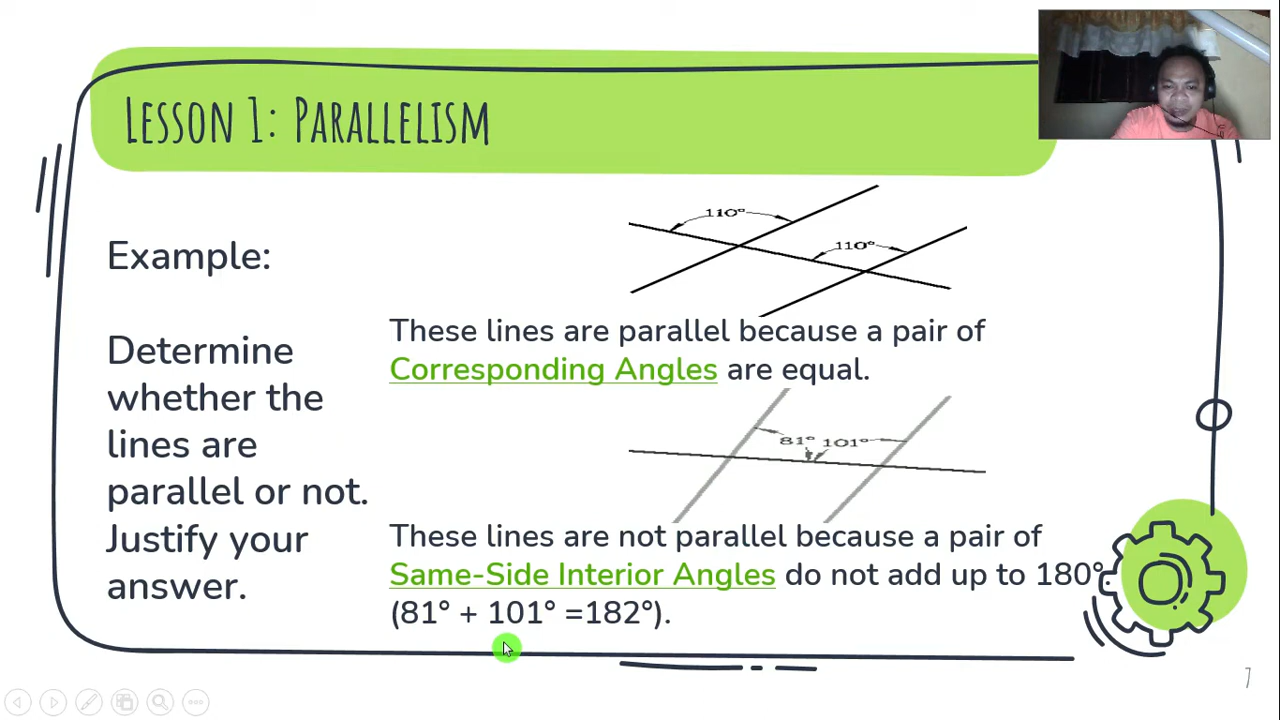 Lesson 1: Parallelism
110°
110°
Example:
Determine
whether the
lines are
parallel or not.
Justify your
answer.
These lines are parallel because a pair of
Corresponding Angles are equal.
81° 101°
These lines are not parallel because a pair of
Same-Side Interior Angles do not add up to 180°.
(81° + 101° =182°).
7